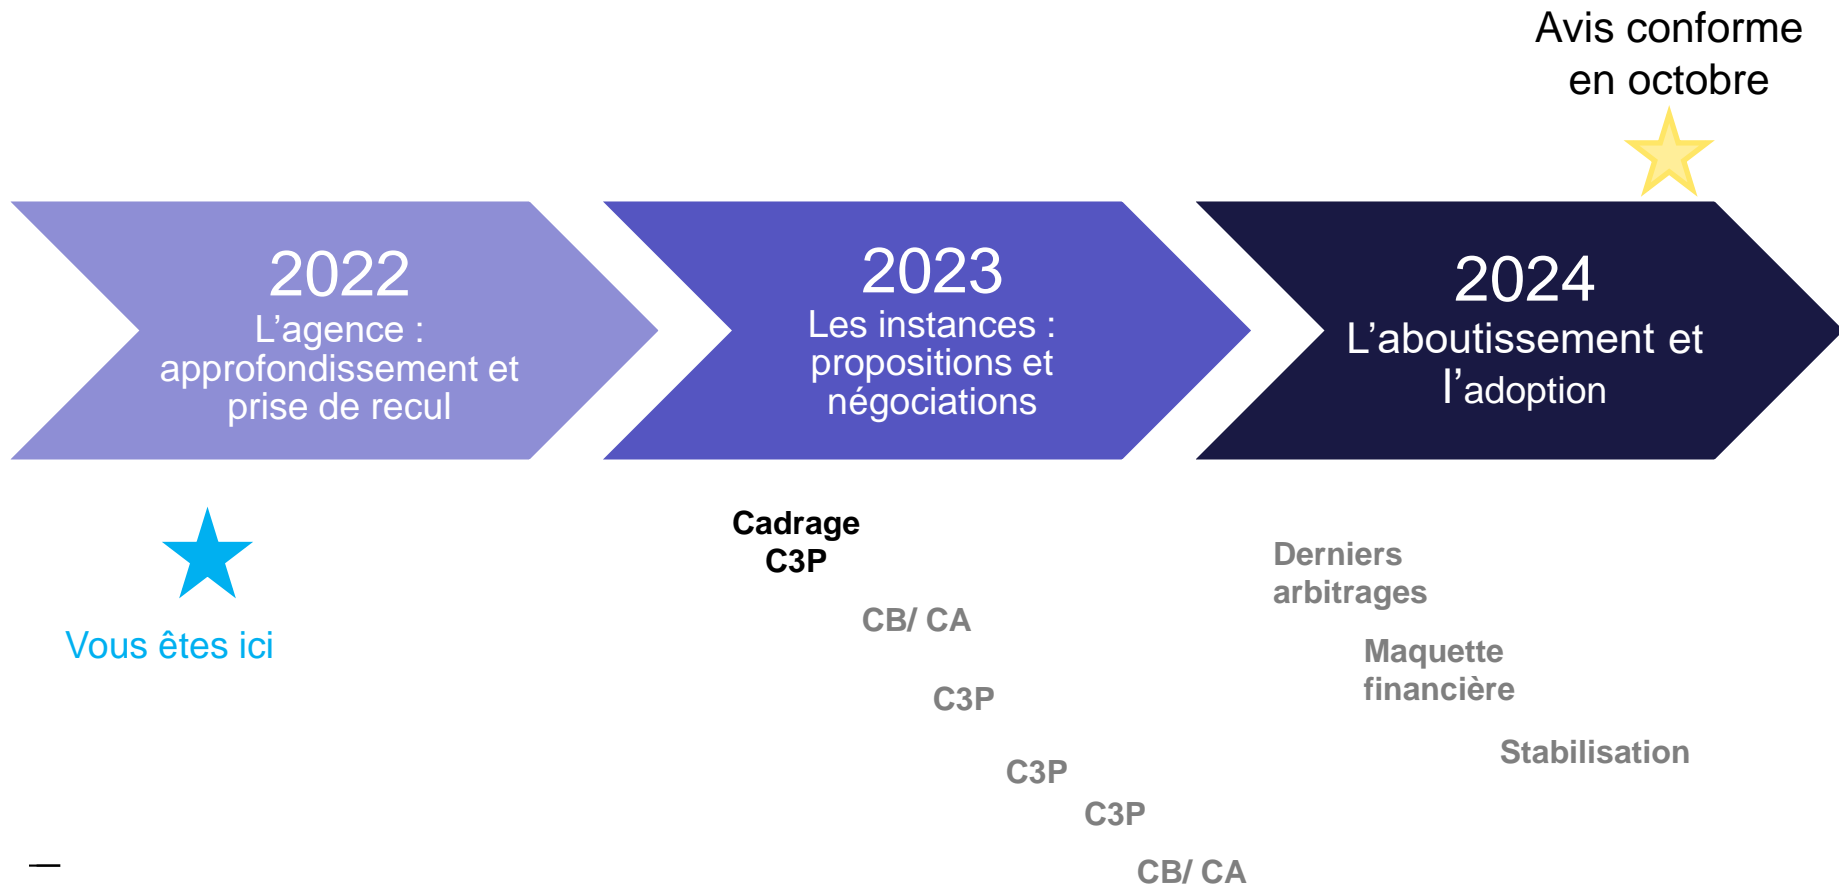 Avis conforme
en octobre
2022
L’agence :
approfondissement et
prise de recul
2023
Les instances :
propositions et
négociations
2024
L’aboutissement et
l’adoption
Vous êtes ici
Cadrage
C3P
CB/ CA
C3P
C3P
C3P
CB/ CA
Derniers
arbitrages
Maquette
financière
Stabilisation